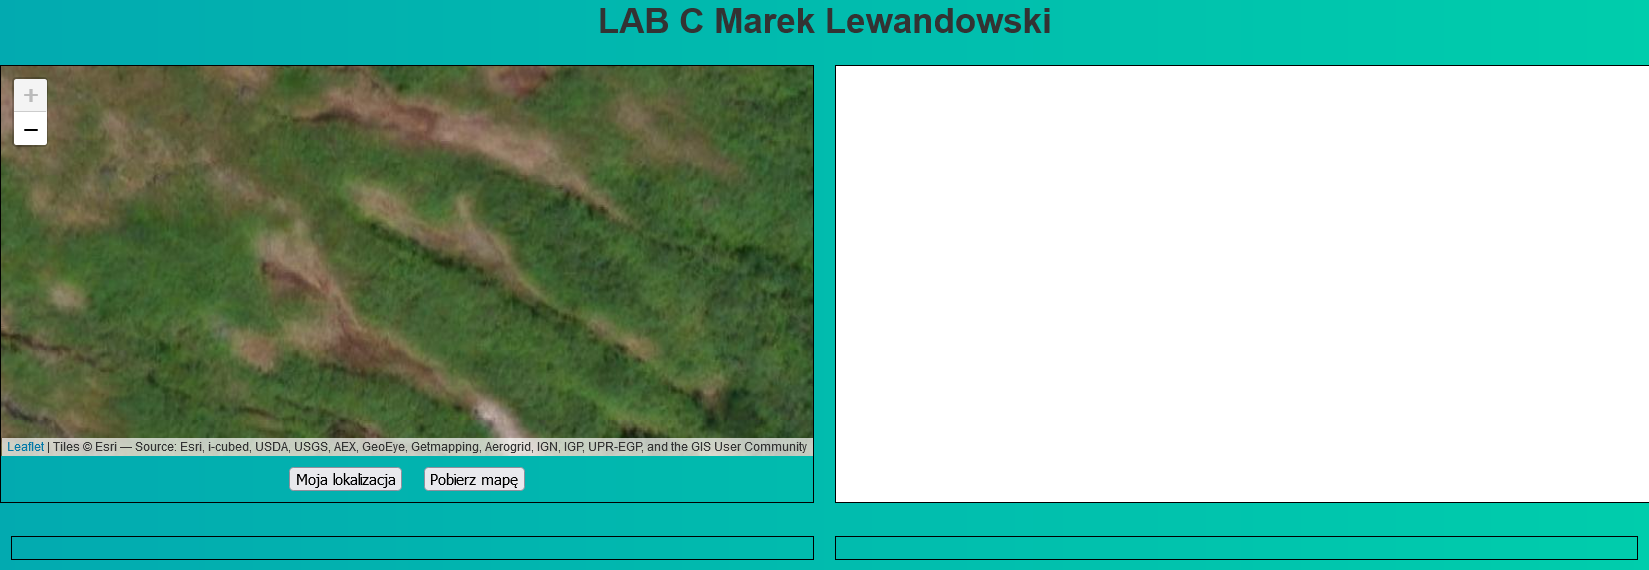 LAB C Marek Lewandowski
+
−
Leaflet | Tiles © Esri — Source: Esri, i-cubed, USDA, USGS, AEX, GeoEye, Getmapping, Aerogrid, IGN, IGP, UPR-EGP, and the GIS User Community
Moja lokalizacja
Pobierz mapę